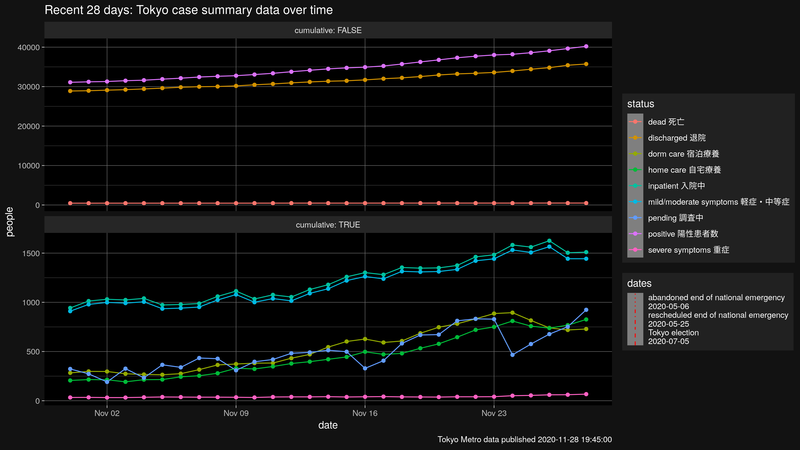 Recent 28 days: Tokyo case summary data over time
cumulative: FALSE
40000
30000
20000
10000
0
cumulative: TRUE
1500
1000
500
0
people
Nov 02
Nov 09
Nov 16
Nov 23
date
Tokyo Metro data published 2020-11-28 19:45:00
status
dead 死亡
discharged 退院
dorm care 宿泊療養
home care 自宅療養
inpatient 入院中
mild/moderate symptoms 軽症・中等症
pending 調査中
positive 陽性患者数
severe symptoms 重症
dates
abandoned end of national emergency
2020-05-06
rescheduled end of national emergency
2020-05-25
Tokyo election
2020-07-05